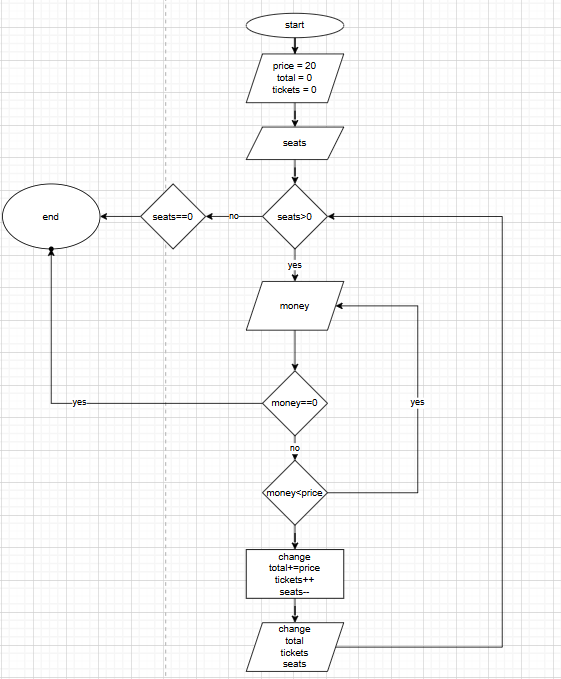 start
price = 20
total = 0
tickets = 0
seats
seats>0
no
seats==0
end
yes
money
money==0
yes
yes
no
money<price
change
total+=price
tickets++
seats--
change
total
tickets
seats